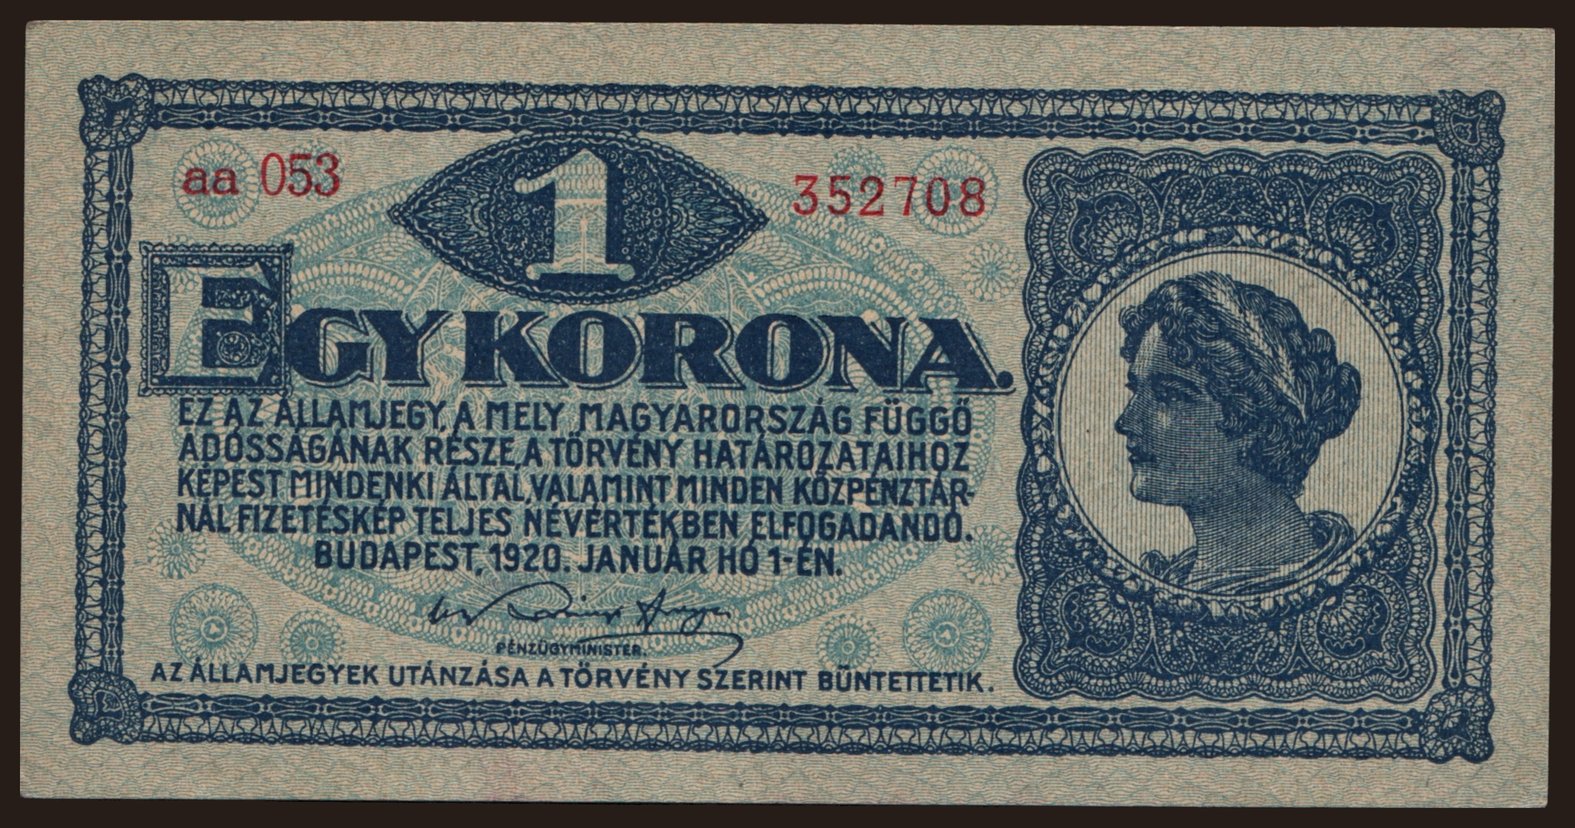 aa 053
1
352708
EGY KORONA.
EZ AZ ÁLLAMJEGY, A MELY MAGYARORSZÁG FÜGGŐ
ADÓSSÁGÁNAK RÉSZE, A TÖRVÉNY HATÁROZATAIHOZ
KÉPEST MINDENKI ÁLTAL, VALAMINT MINDEN KÖZPÉNZTÁR-
NÁL FIZETÉSKÉP TELJES NÉVÉRTÉKBEN ELFOGADANDÓ.
BUDAPEST, 1920. JANUÁR HÓ 1-ÉN.
PÉNZÜGYMINISTER.
AZ ÁLLAMJEGYEK UTÁNZÁSA A TÖRVÉNY SZERINT BÜNTETTETIK.